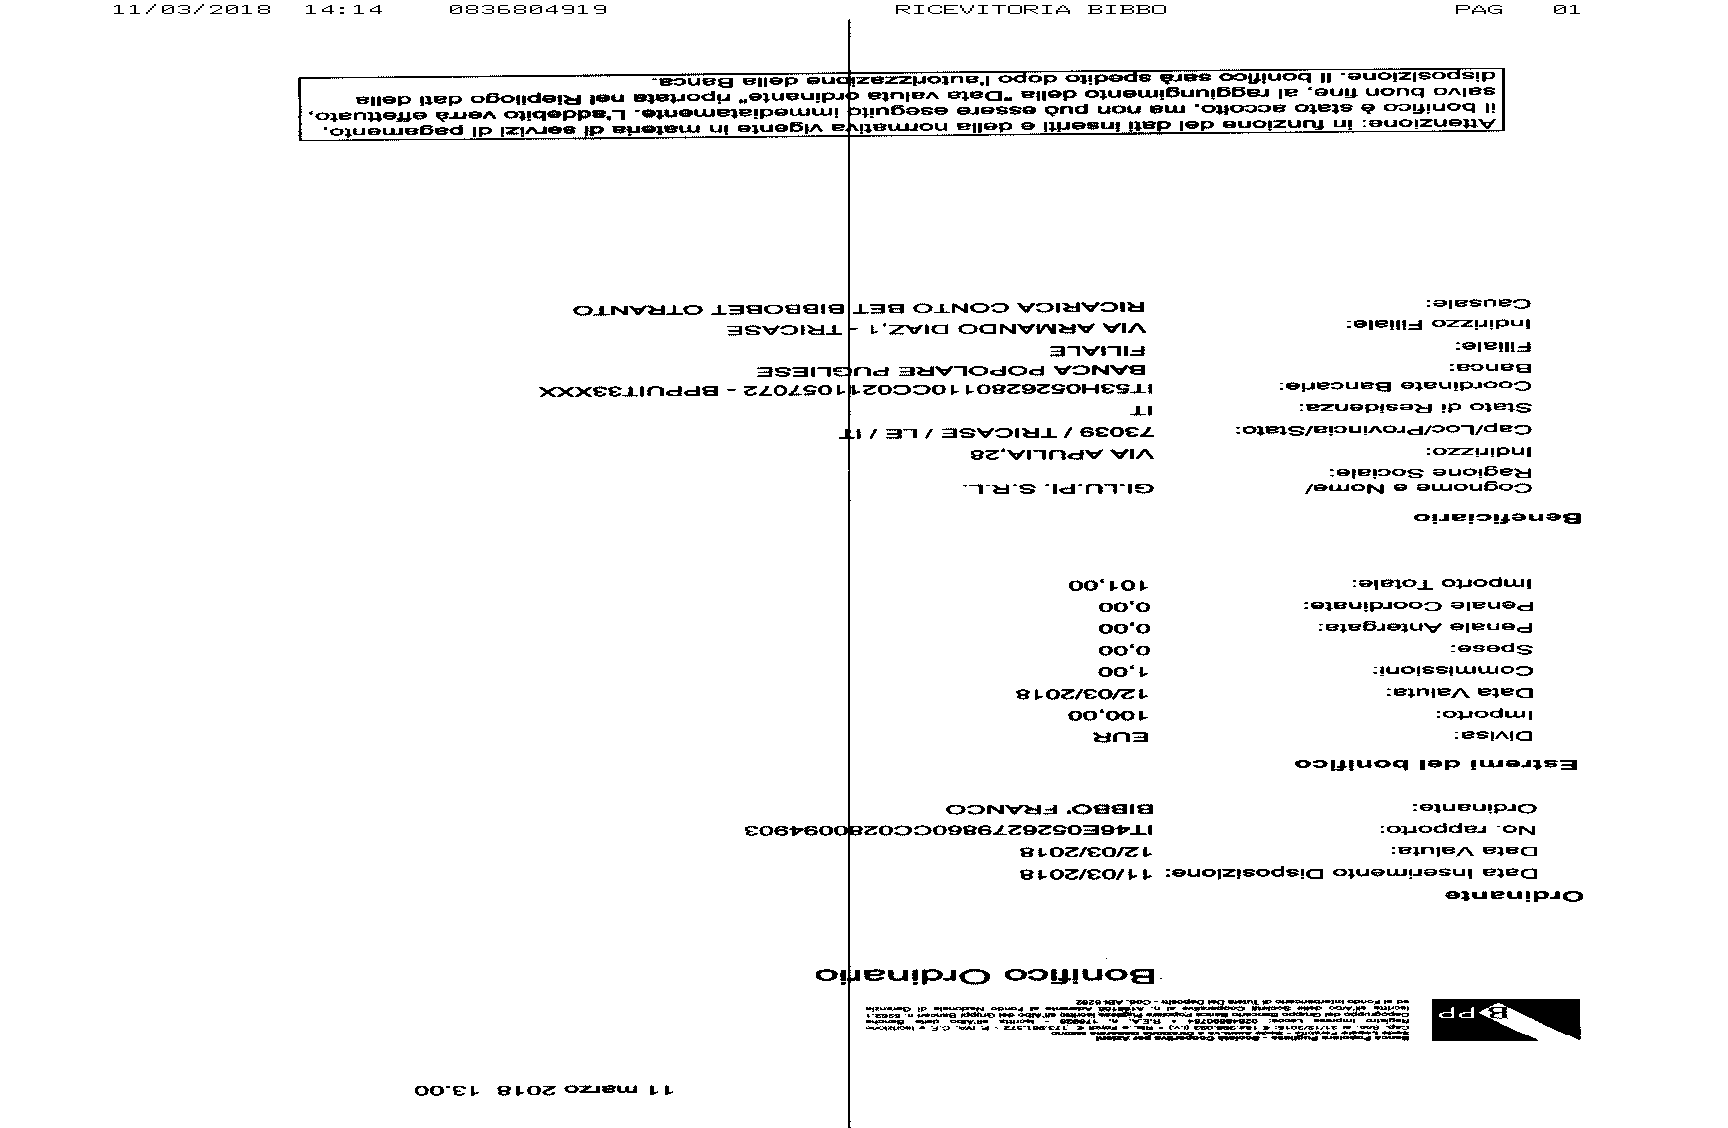 11/03/2018 14:14 0836804919 RICEVITORIA BIBBO PAG 01
11 marzo 2018 13.00
BPP
Banca Popolare Pugliese - Società Cooperativa per Azioni
Bonifico Ordinario
Ordinante
Data Inserimento Disposizione: 11/03/2018
Data Valuta: 12/03/2018
No. rapporto: IT46E0526279860CC0280094903
Ordinante: BIBBO' FRANCO
Estremi del bonifico
Divisa: EUR
Importo: 100,00
Data Valuta: 12/03/2018
Commissioni: 1,00
Spese: 0,00
Penale Antergata: 0,00
Penale Coordinate: 0,00
Importo Totale: 101,00
Beneficiario
Cognome e Nome/ GI.LU.PI. S.R.L.
Ragione Sociale:
Indirizzo: VIA APULIA,28
Cap/Loc/Provincia/Stato: 73039 / TRICASE / LE / IT
Stato di Residenza: IT
Coordinate Bancarie: IT53H0526280110CC0211057072 - BPPUIT33XXX
Banca: BANCA POPOLARE PUGLIESE
Filiale: FILIALE
Indirizzo Filiale: VIA ARMANDO DIAZ,1 - TRICASE
Causale: RICARICA CONTO BET BIBBOBET OTRANTO
Attenzione: in funzione dei dati inseriti e della normativa vigente in materia di servizi di pagamento,
il bonifico è stato accolto, ma non può essere eseguito immediatamente. L'addebito verrà effettuato,
salvo buon fine, al raggiungimento della "Data valuta ordinante" riportata nel Riepilogo dati della
disposizione. Il bonifico sarà spedito dopo l'autorizzazione della Banca.